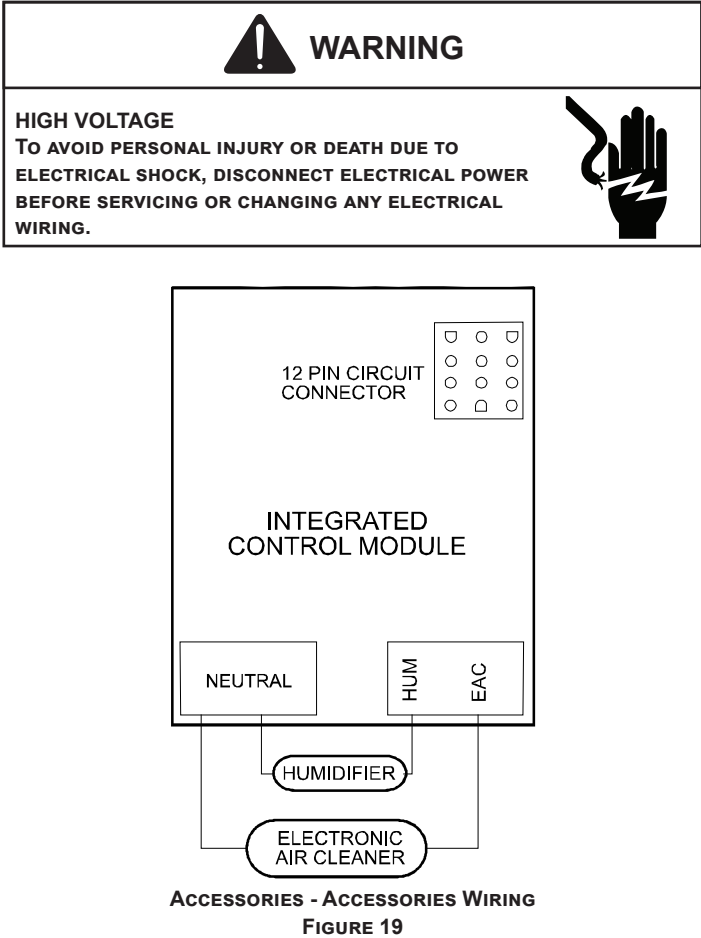 WARNING
HIGH VOLTAGE
TO AVOID PERSONAL INJURY OR DEATH DUE TO
ELECTRICAL SHOCK, DISCONNECT ELECTRICAL POWER
BEFORE SERVICING OR CHANGING ANY ELECTRICAL
WIRING.
12 PIN CIRCUIT
CONNECTOR
INTEGRATED
CONTROL MODULE
NEUTRAL
HUM
EAC
HUMIDIFIER
ELECTRONIC
AIR CLEANER
ACCESSORIES - ACCESSORIES WIRING
FIGURE 19